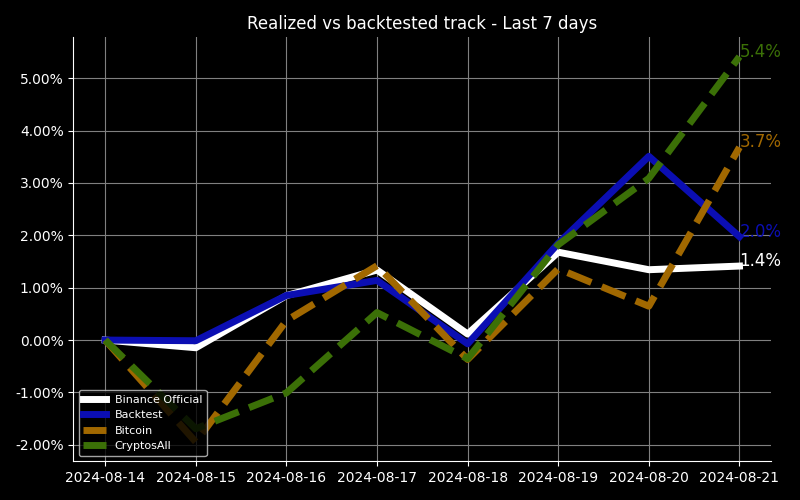 Realized vs backtested track - Last 7 days
5.4%
5.00%
4.00%
3.7%
3.00%
2.00%
2.0%
1.4%
1.00%
0.00%
-1.00%
-2.00%
Binance Official
Backtest
Bitcoin
CryptosAll
2024-08-14 2024-08-15 2024-08-16 2024-08-17 2024-08-18 2024-08-19 2024-08-20 2024-08-21